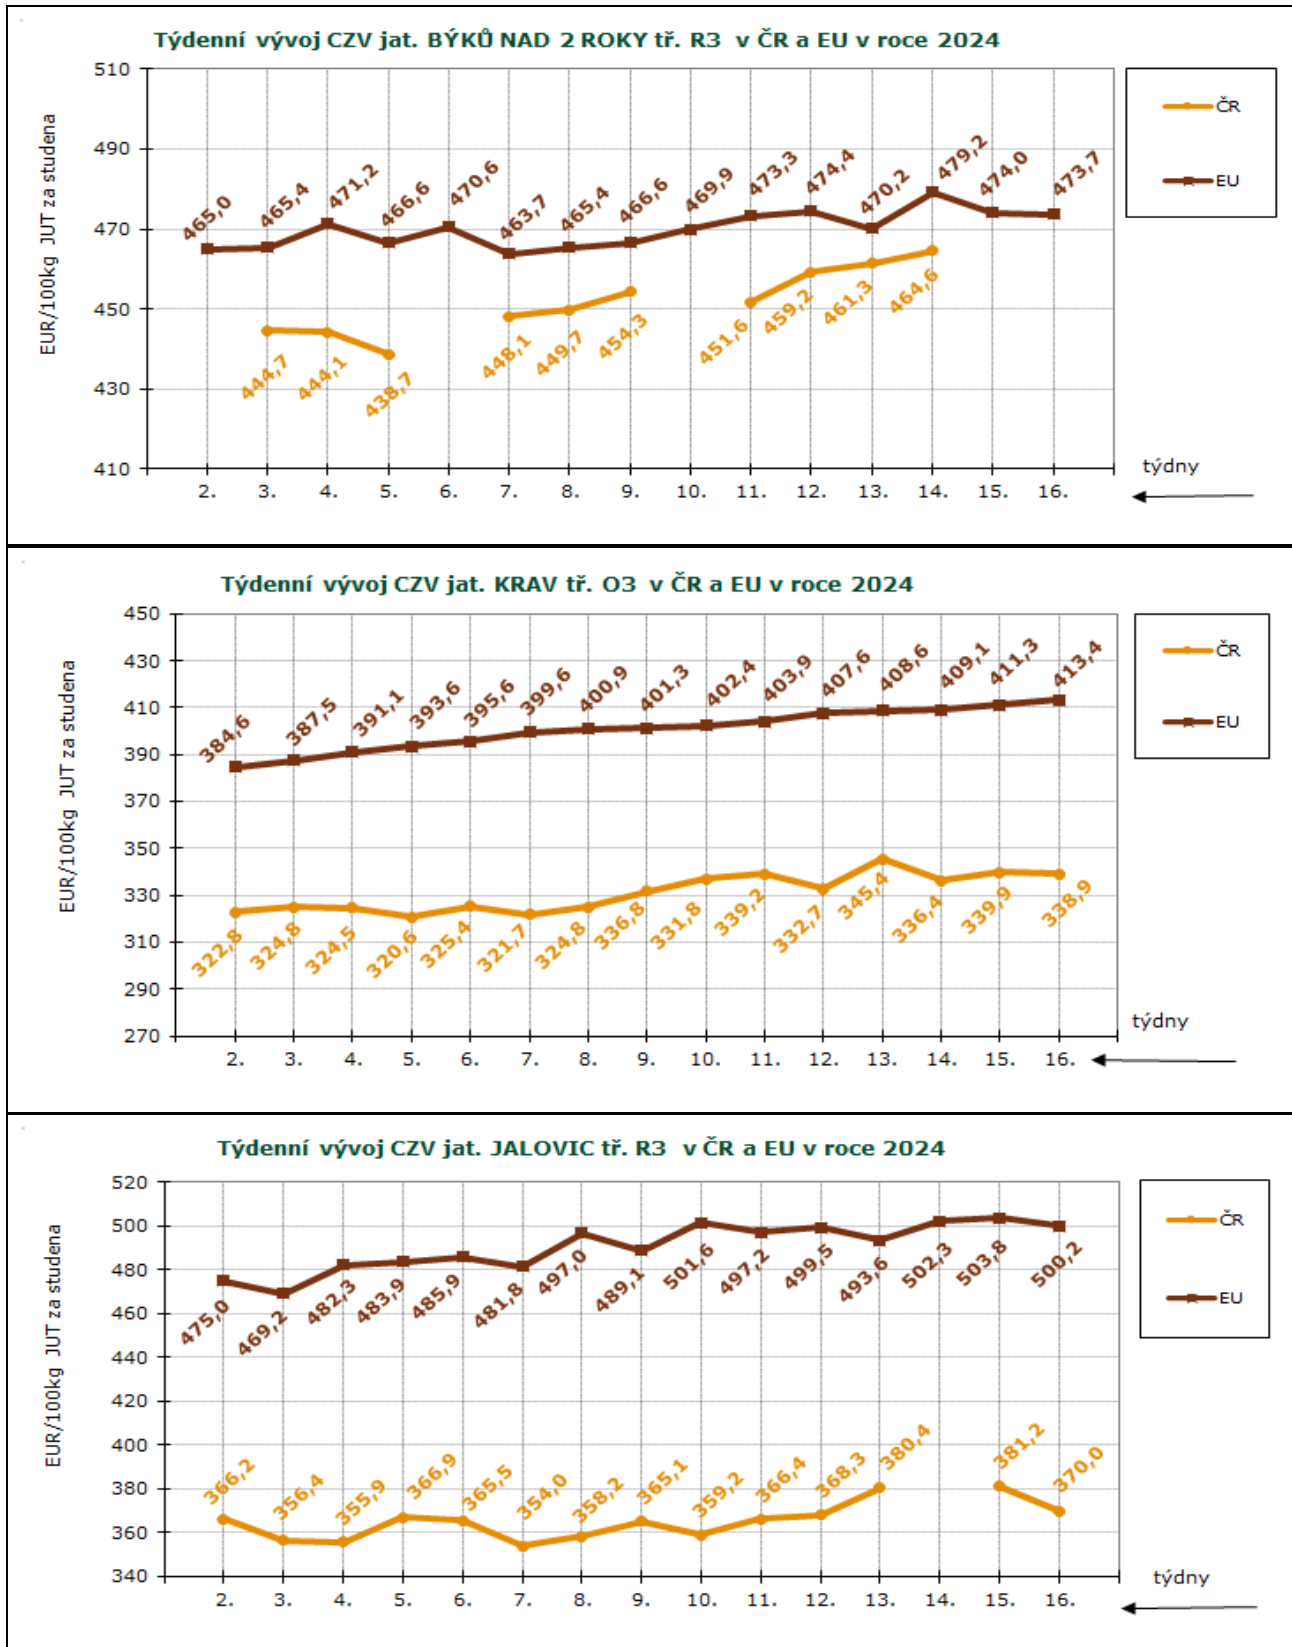 Týdenní vývoj CZV jat. BÝKŮ NAD 2 ROKY tř. R3 v ČR a EU v roce 2024
EUR/100kg JUT za studena
510
490
470
450
430
410
465,0 465,4 471,2 466,6 470,6 463,7 465,4 466,6 469,9 473,3 474,4 470,2 479,2 474,0 473,7
444,7 444,1 438,7 448,1 449,7 454,3 451,6 459,2 461,3 464,6
2. 3. 4. 5. 6. 7. 8. 9. 10. 11. 12. 13. 14. 15. 16.
týdny
ČR
EU
Týdenní vývoj CZV jat. KRAV tř. O3 v ČR a EU v roce 2024
EUR/100kg JUT za studena
450
430
410
390
370
350
330
310
290
270
384,6 387,5 391,1 393,6 395,6 399,6 400,9 401,3 402,4 403,9 407,6 408,6 409,1 411,3 413,4
322,8 324,8 324,5 320,6 325,4 321,7 324,8 336,8 331,8 339,2 332,7 345,4 336,4 339,9 338,9
2. 3. 4. 5. 6. 7. 8. 9. 10. 11. 12. 13. 14. 15. 16.
týdny
ČR
EU
Týdenní vývoj CZV jat. JALOVIC tř. R3 v ČR a EU v roce 2024
EUR/100kg JUT za studena
520
500
480
460
440
420
400
380
360
340
475,0 469,2 482,3 483,9 485,9 481,8 497,0 489,1 501,6 497,2 499,5 493,6 502,3 503,8 500,2
366,2 356,4 355,9 366,9 365,5 354,0 358,2 365,1 359,2 366,4 368,3 380,4 381,2 370,0
2. 3. 4. 5. 6. 7. 8. 9. 10. 11. 12. 13. 14. 15. 16.
týdny
ČR
EU